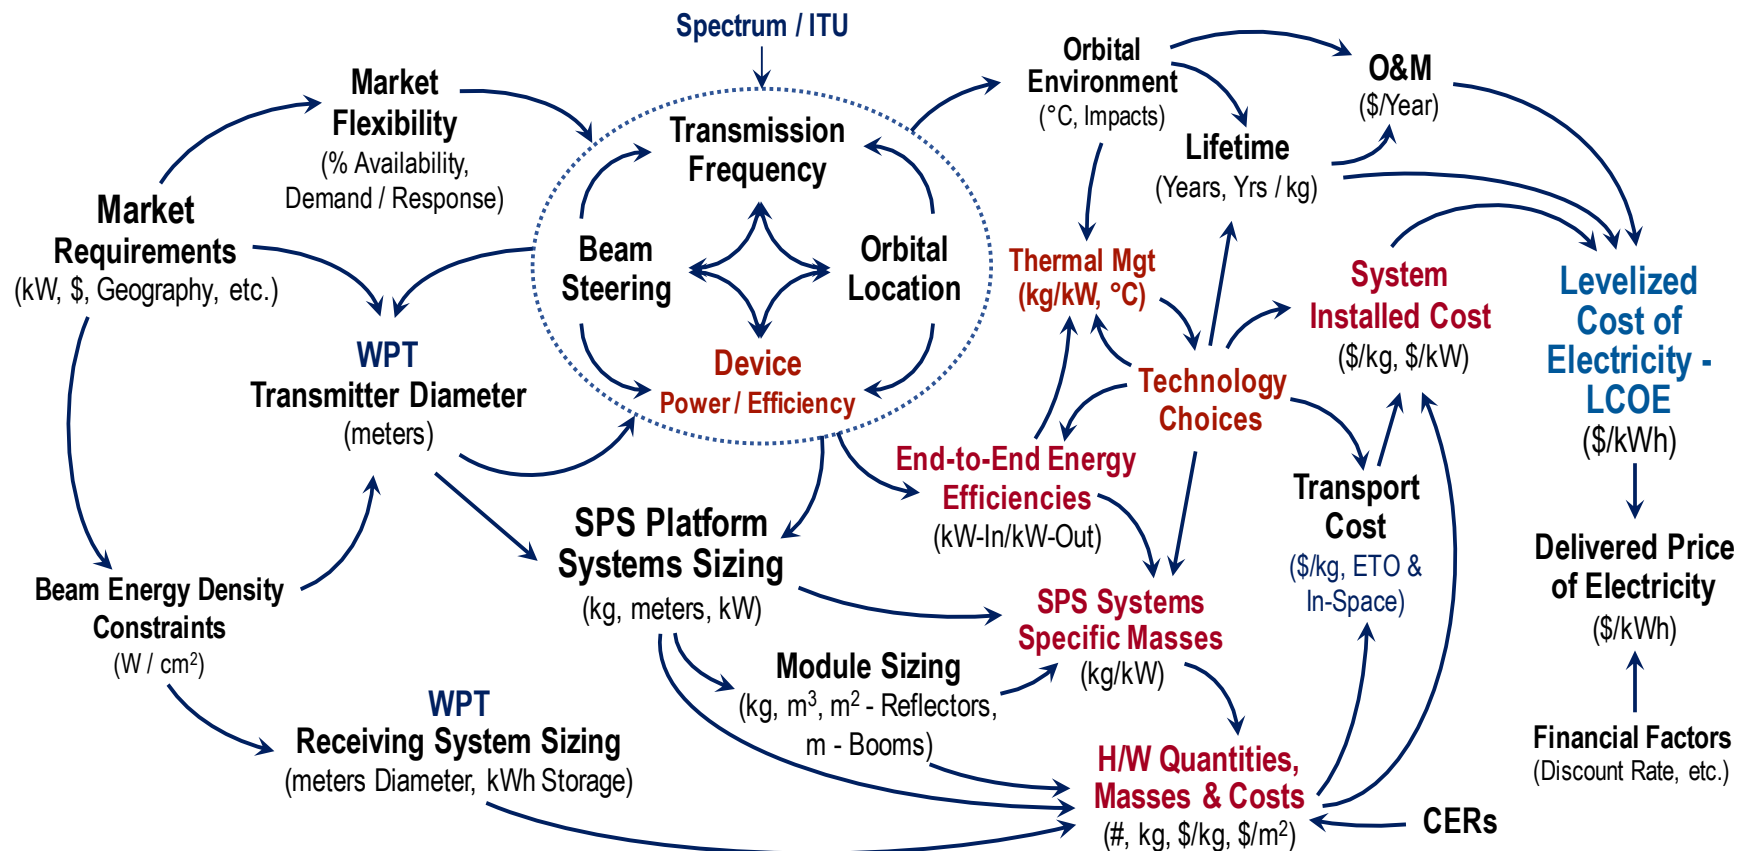 Spectrum / ITU
Market
Flexibility
(% Availability,
Demand / Response)
Market
Requirements
(kW, $, Geography, etc.)
Transmission
Frequency
Beam
Steering
Orbital
Location
Device
Power / Efficiency
Orbital
Environment
(°C, Impacts)
O&M
($/Year)
Lifetime
(Years, Yrs / kg)
Thermal Mgt
(kg/kW, °C)
System
Installed Cost
($/kg, $/kW)
Levelized
Cost of
Electricity -
LCOE
($/kWh)
WPT
Transmitter Diameter
(meters)
Technology
Choices
End-to-End Energy
Efficiencies
(kW-In/kW-Out)
Transport
Cost
($/kg, ETO &
In-Space)
SPS Platform
Systems Sizing
(kg, meters, kW)
Delivered Price
of Electricity
($/kWh)
Beam Energy Density
Constraints
(W / cm²)
SPS Systems
Specific Masses
(kg/kW)
Module Sizing
(kg, m³, m² - Reflectors,
m - Booms)
WPT
Receiving System Sizing
(meters Diameter, kWh Storage)
H/W Quantities,
Masses & Costs
(#, kg, $/kg, $/m²)
CERs
Financial Factors
(Discount Rate, etc.)